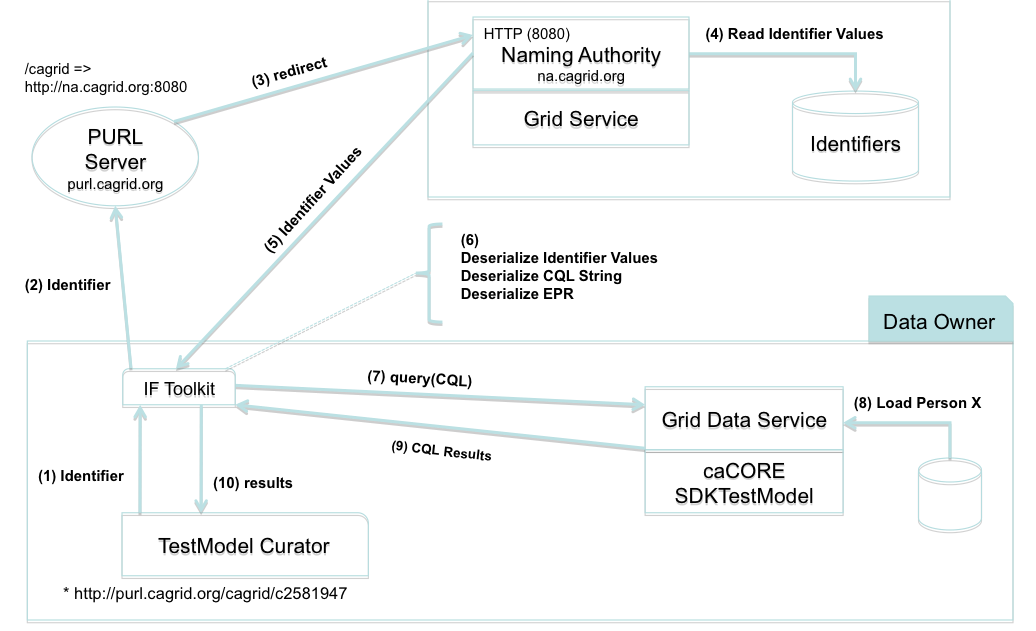 HTTP (8080)
Naming Authority
na.cagrid.org
Grid Service
(4) Read Identifier Values
Identifiers
(3) redirect
/cagrid =>
http://na.cagrid.org:8080
PURL
Server
purl.cagrid.org
(5) Identifier Values
(2) Identifier
(6)
Deserialize Identifier Values
Deserialize CQL String
Deserialize EPR
Data Owner
IF Toolkit
(7) query(CQL)
Grid Data Service
caCORE
SDKTestModel
(8) Load Person X
(9) CQL Results
(1) Identifier
(10) results
TestModel Curator
* http://purl.cagrid.org/cagrid/c2581947